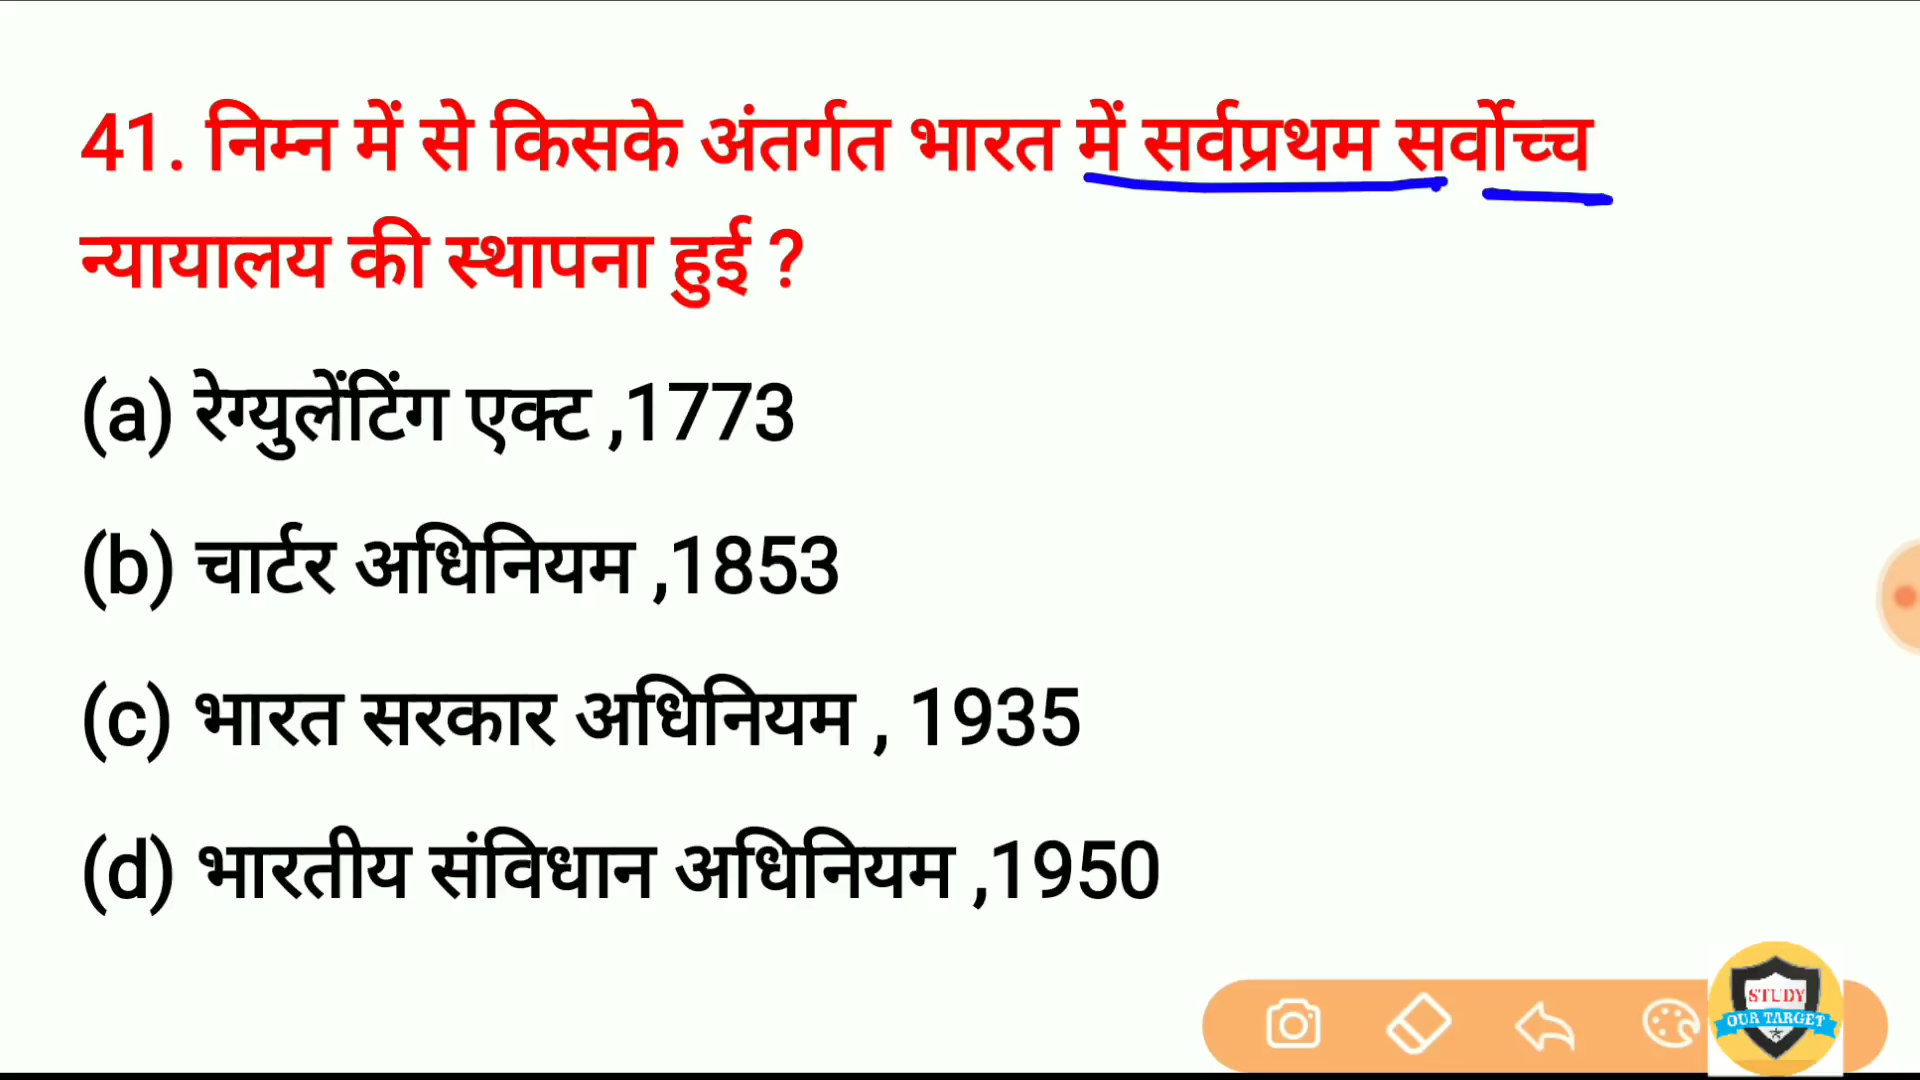 41. निम्न में से किसके अंतर्गत भारत में सर्वप्रथम सर्वोच्च
न्यायालय की स्थापना हुई ?
(a) रेग्युलेंटिंग एक्ट ,1773
(b) चार्टर अधिनियम ,1853
(c) भारत सरकार अधिनियम , 1935
(d) भारतीय संविधान अधिनियम ,1950
STUDY
OUR TARGET